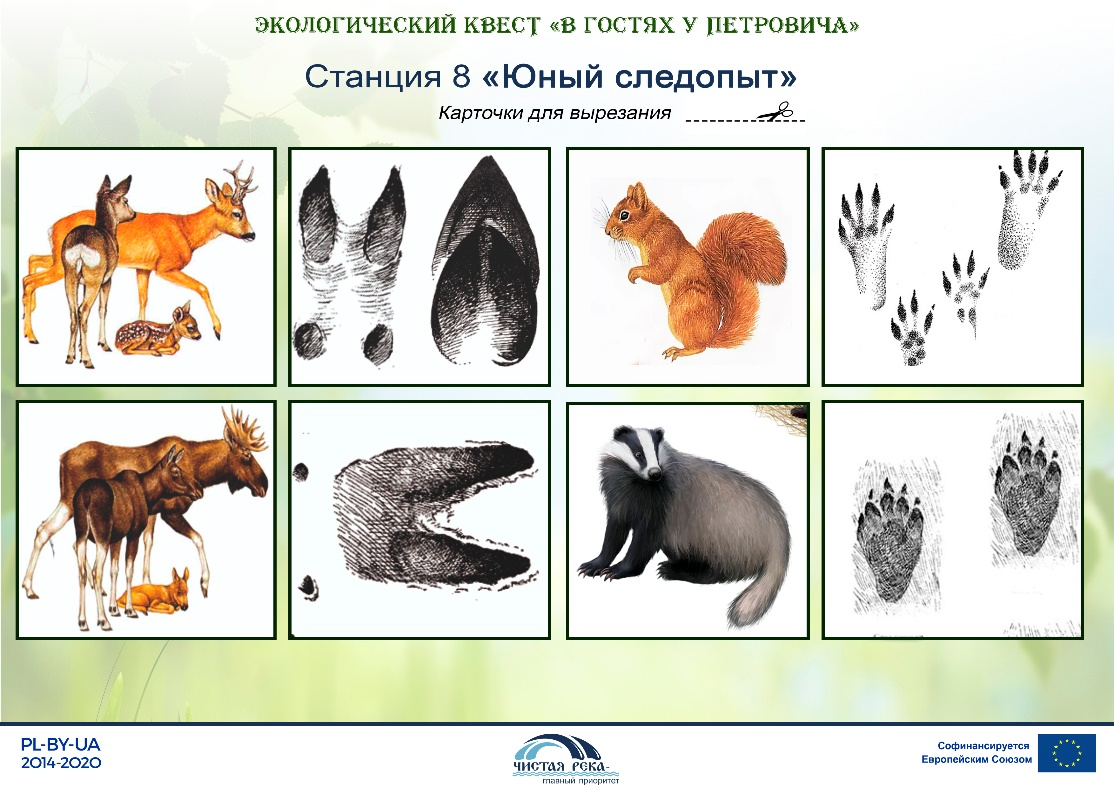 ЭКОЛОГИЧЕСКИЙ КВЕСТ «В ГОСТЯХ У ПЕТРОВИЧА»
Станция 8 «Юный следопыт»
Карточки для вырезания
PL-BY-UA
2014-2020
ЧИСТАЯ РЕКА-
главный приоритет
Софинансируется
Европейским Союзом